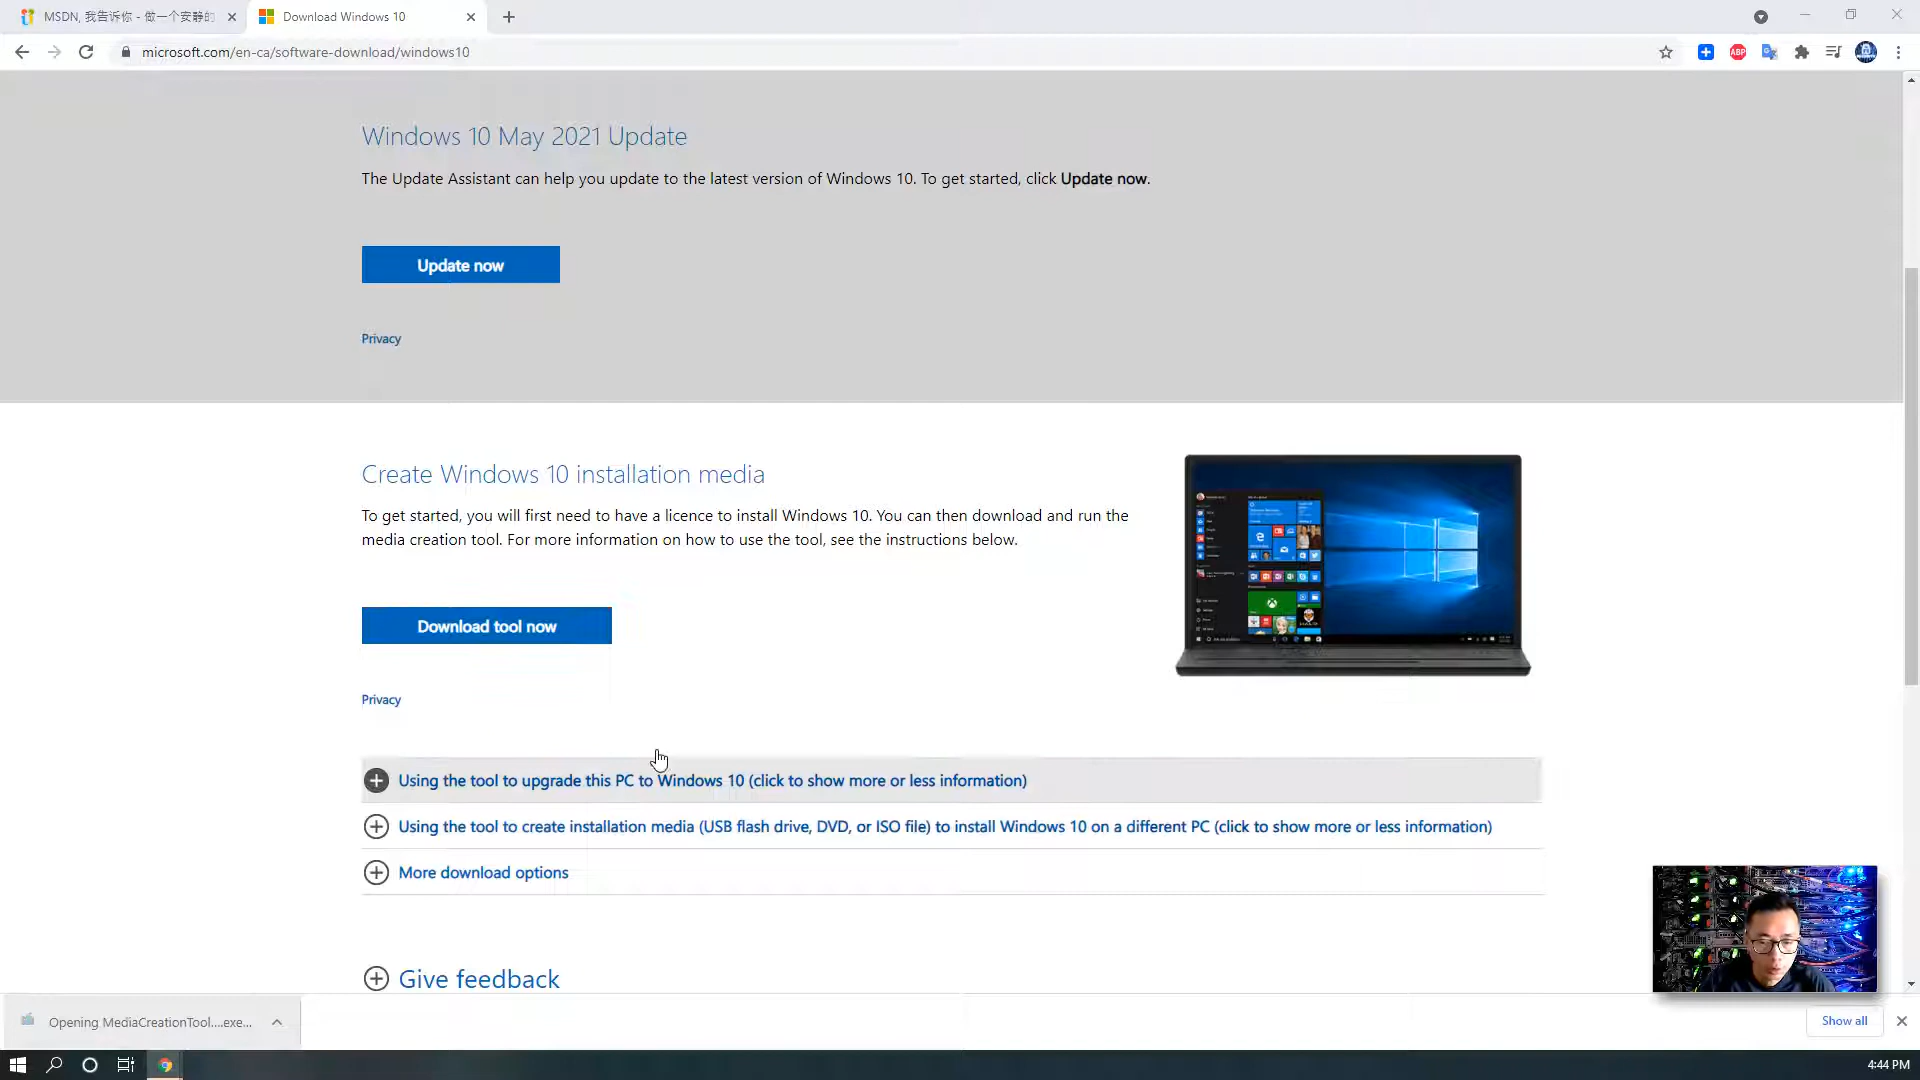 MSDN, 我告诉你 - 做一个安静的
Download Windows 10
microsoft.com/en-ca/software-download/windows10
ABP
Windows 10 May 2021 Update
The Update Assistant can help you update to the latest version of Windows 10. To get started, click Update now.
Update now
Privacy
Create Windows 10 installation media
To get started, you will first need to have a licence to install Windows 10. You can then download and run the
media creation tool. For more information on how to use the tool, see the instructions below.
Download tool now
Privacy
Using the tool to upgrade this PC to Windows 10 (click to show more or less information)
Using the tool to create installation media (USB flash drive, DVD, or ISO file) to install Windows 10 on a different PC (click to show more or less information)
More download options
Give feedback
Opening MediaCreationTool....exe...
Show all
4:44 PM